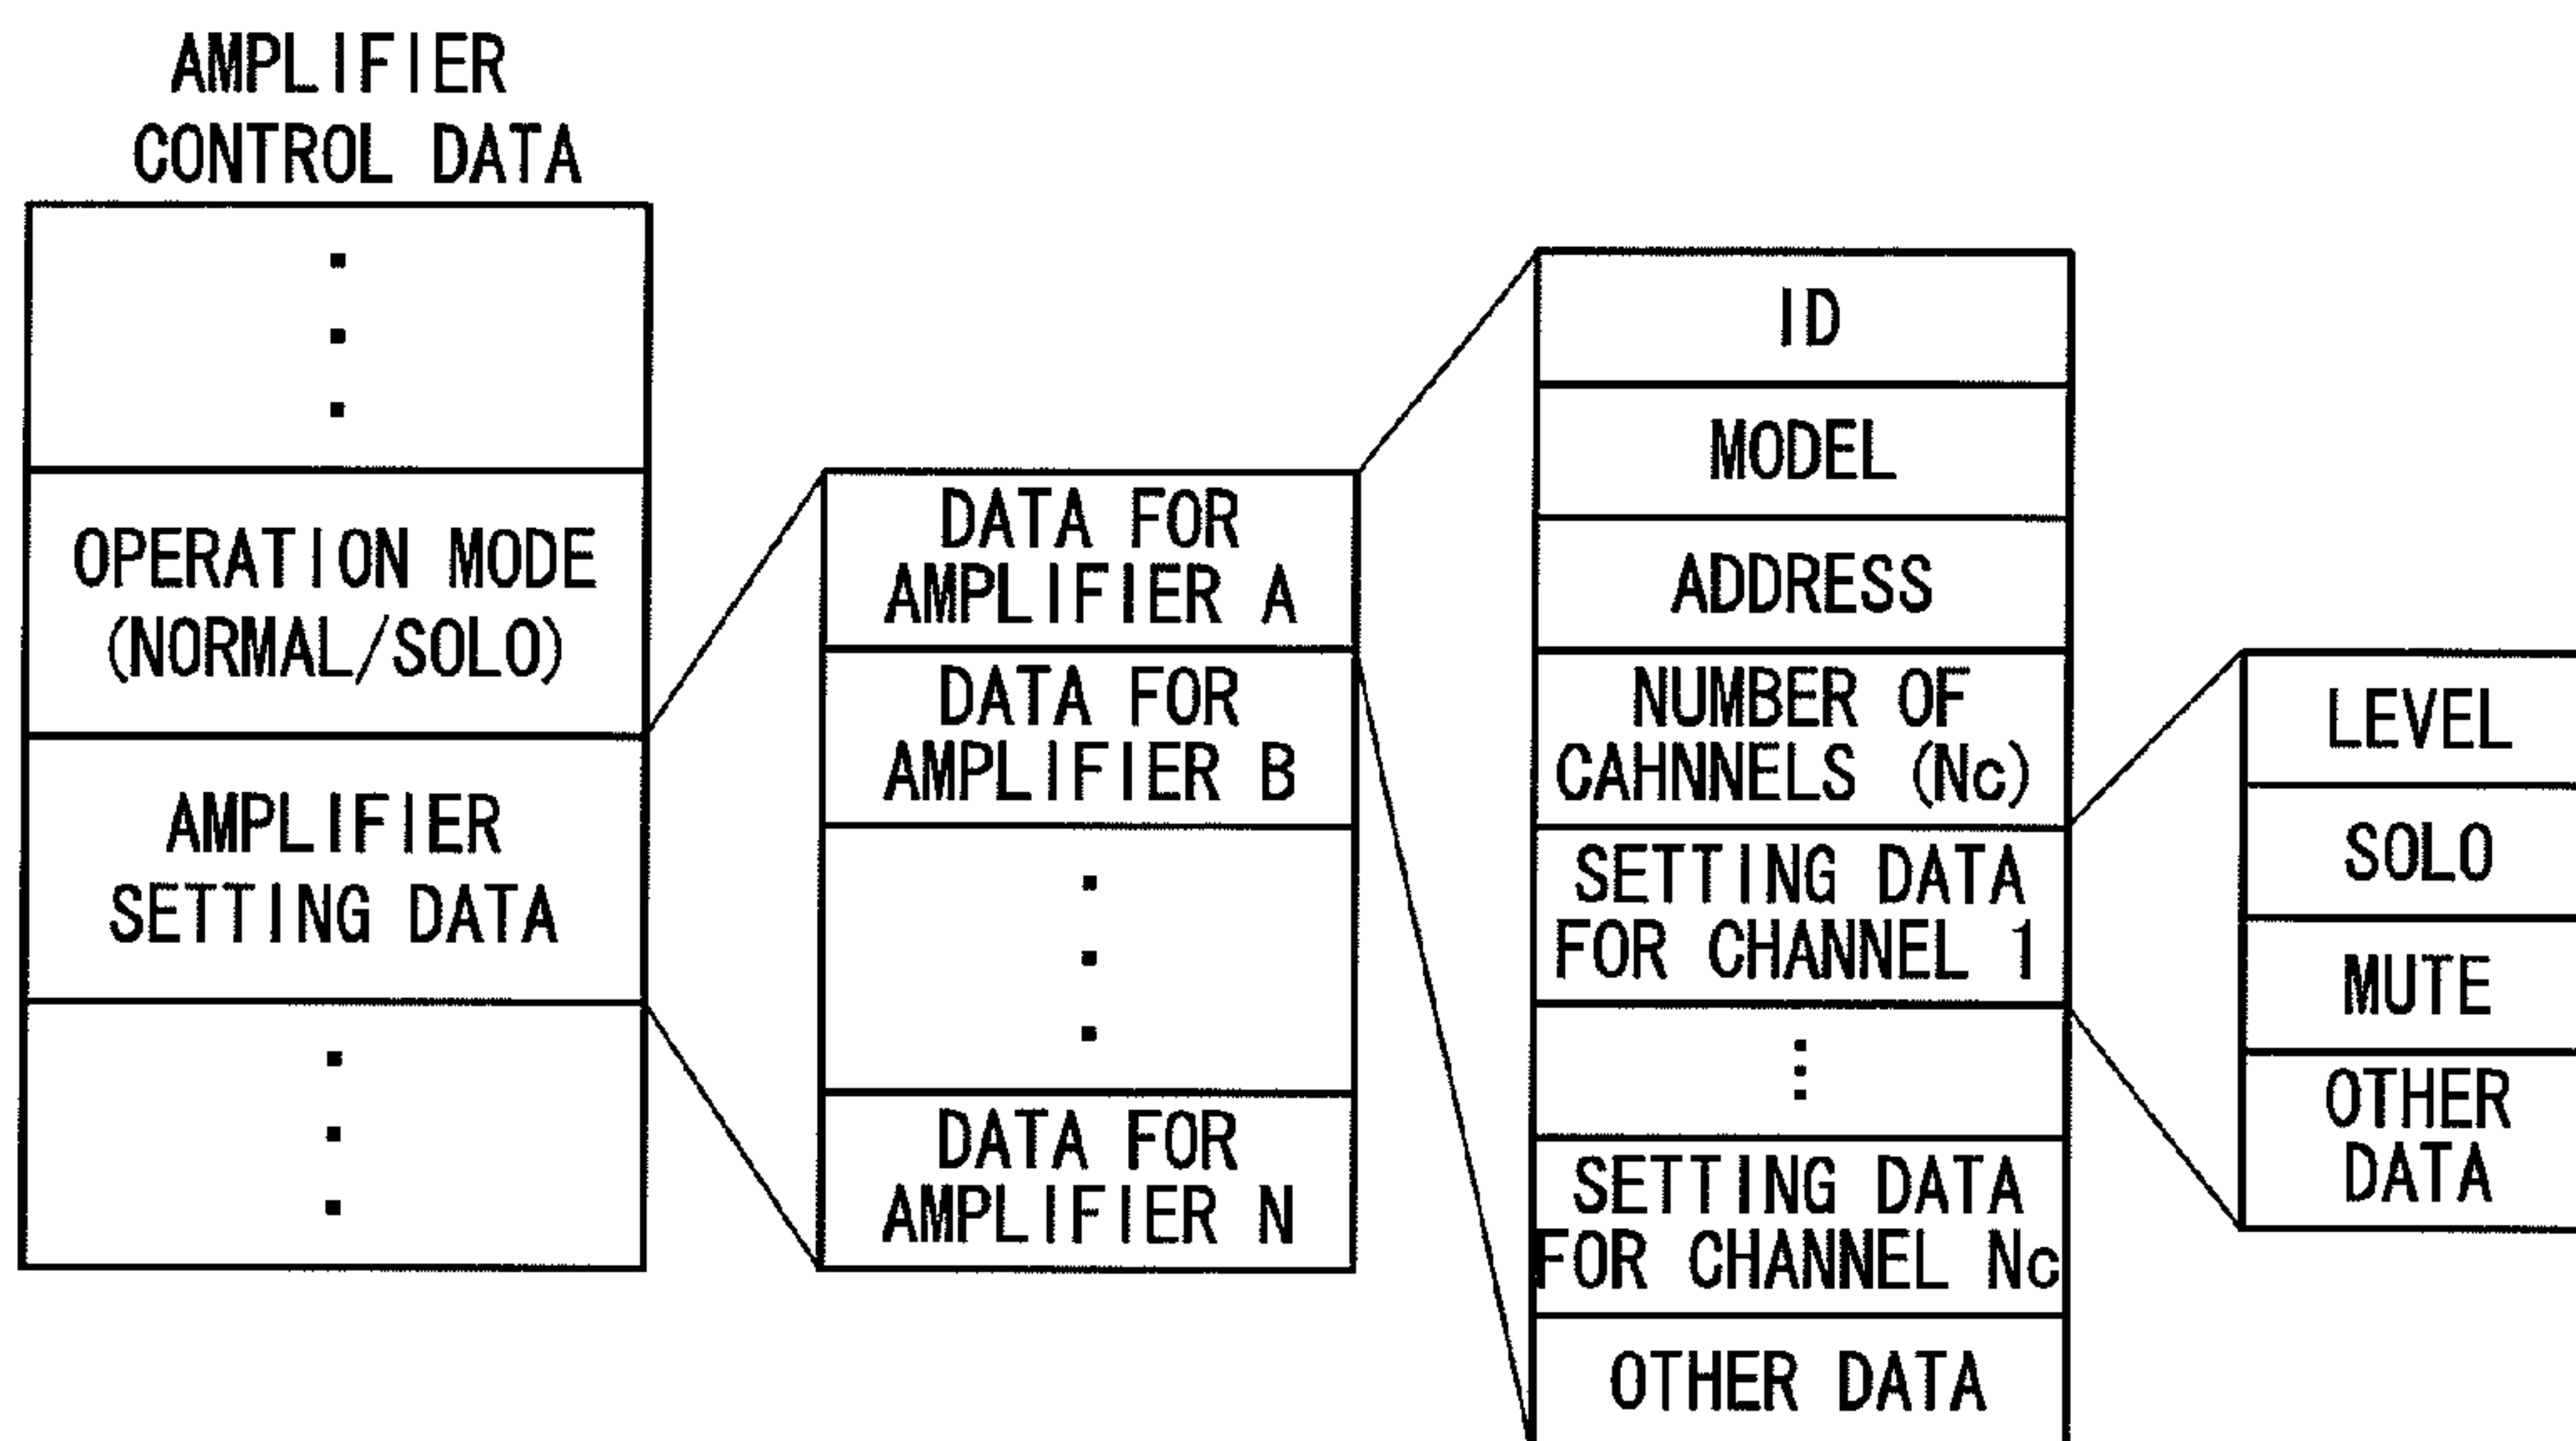 AMPLIFIER
CONTROL DATA
OPERATION MODE
(NORMAL/SOLO)
AMPLIFIER
SETTING DATA
DATA FOR
AMPLIFIER A
DATA FOR
AMPLIFIER B
DATA FOR
AMPLIFIER N
ID
MODEL
ADDRESS
NUMBER OF
CAHNNELS (Nc)
SETTING DATA
FOR CHANNEL 1
SETTING DATA
FOR CHANNEL Nc
OTHER DATA
LEVEL
SOLO
MUTE
OTHER
DATA